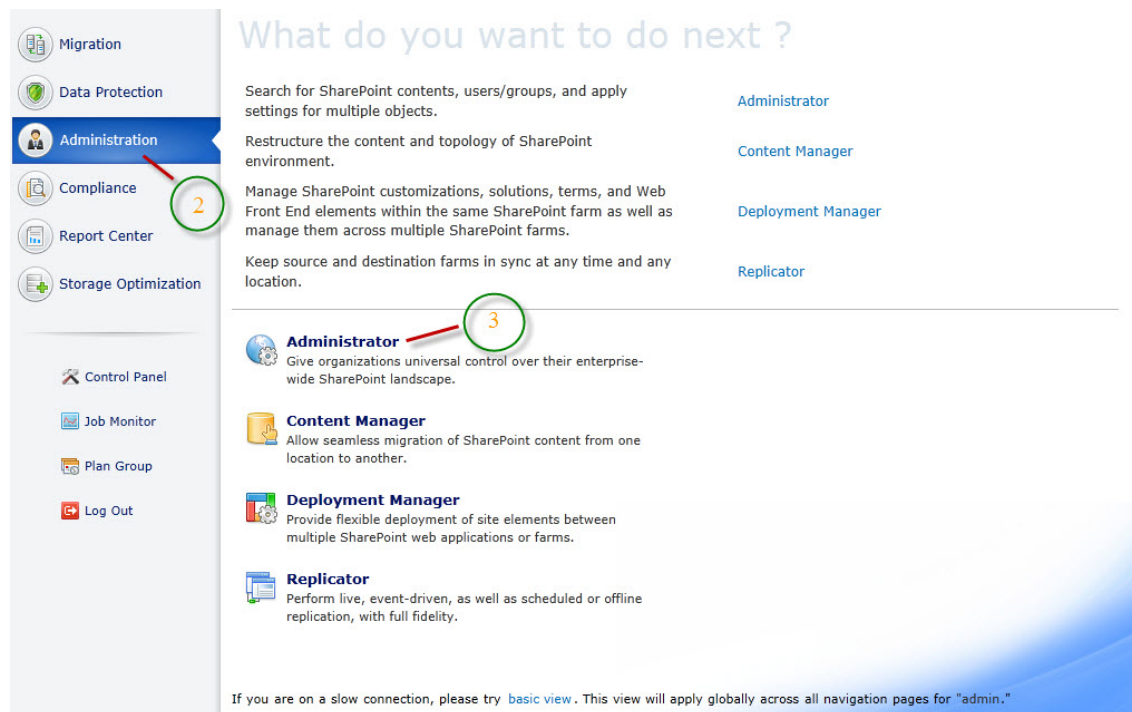 Migration
Data Protection
Administration
Compliance
Report Center
Storage Optimization
Control Panel
Job Monitor
Plan Group
Log Out
2
What do you want to do next ?
Search for SharePoint contents, users/groups, and apply
settings for multiple objects.
Administrator
Restructure the content and topology of SharePoint
environment.
Content Manager
Manage SharePoint customizations, solutions, terms, and Web
Front End elements within the same SharePoint farm as well as
manage them across multiple SharePoint farms.
Deployment Manager
Keep source and destination farms in sync at any time and any
location.
Replicator
3
Administrator
Give organizations universal control over their enterprise-
wide SharePoint landscape.
Content Manager
Allow seamless migration of SharePoint content from one
location to another.
Deployment Manager
Provide flexible deployment of site elements between
multiple SharePoint web applications or farms.
Replicator
Perform live, event-driven, as well as scheduled or offline
replication, with full fidelity.
If you are on a slow connection, please try basic view. This view will apply globally across all navigation pages for "admin."